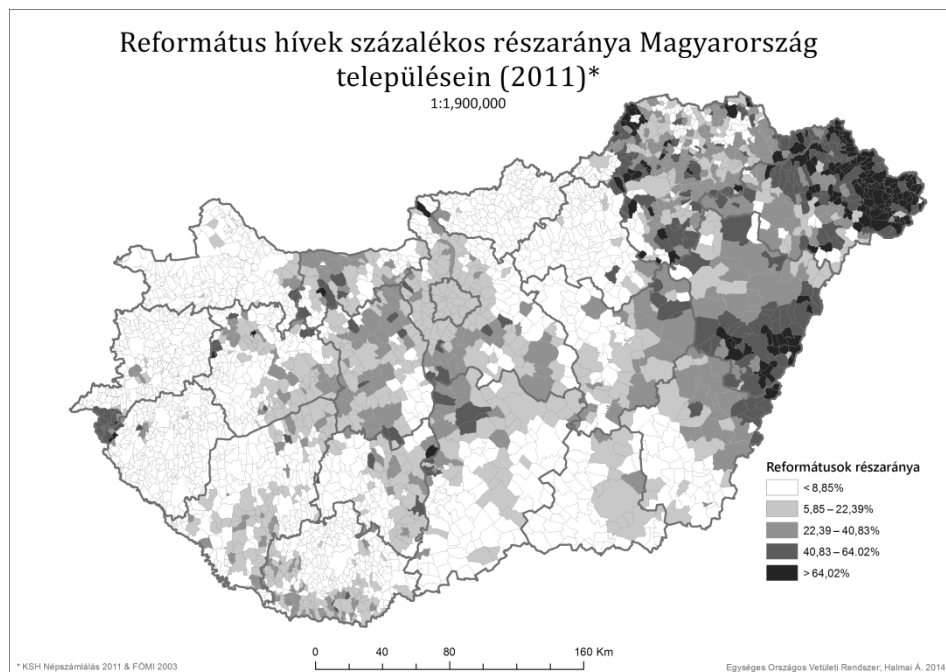 Református hívek százalékos részaránya Magyarország
településein (2011)*
1:1,900,000
Reformátusok részaránya
< 8,85%
5,85 – 22,39%
22,39 – 40,83%
40,83 – 64.02%
> 64,02%
0 40 80 160 Km
* KSH Népszámlálás 2011 & FÖMI 2003
Egységes Országos Vetületi Rendszer; Halmai Á. 2014